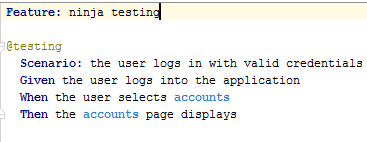 Feature: ninja testing
@testing
Scenario: the user logs in with valid credentials
Given the user logs into the application
When the user selects accounts
Then the accounts page displays